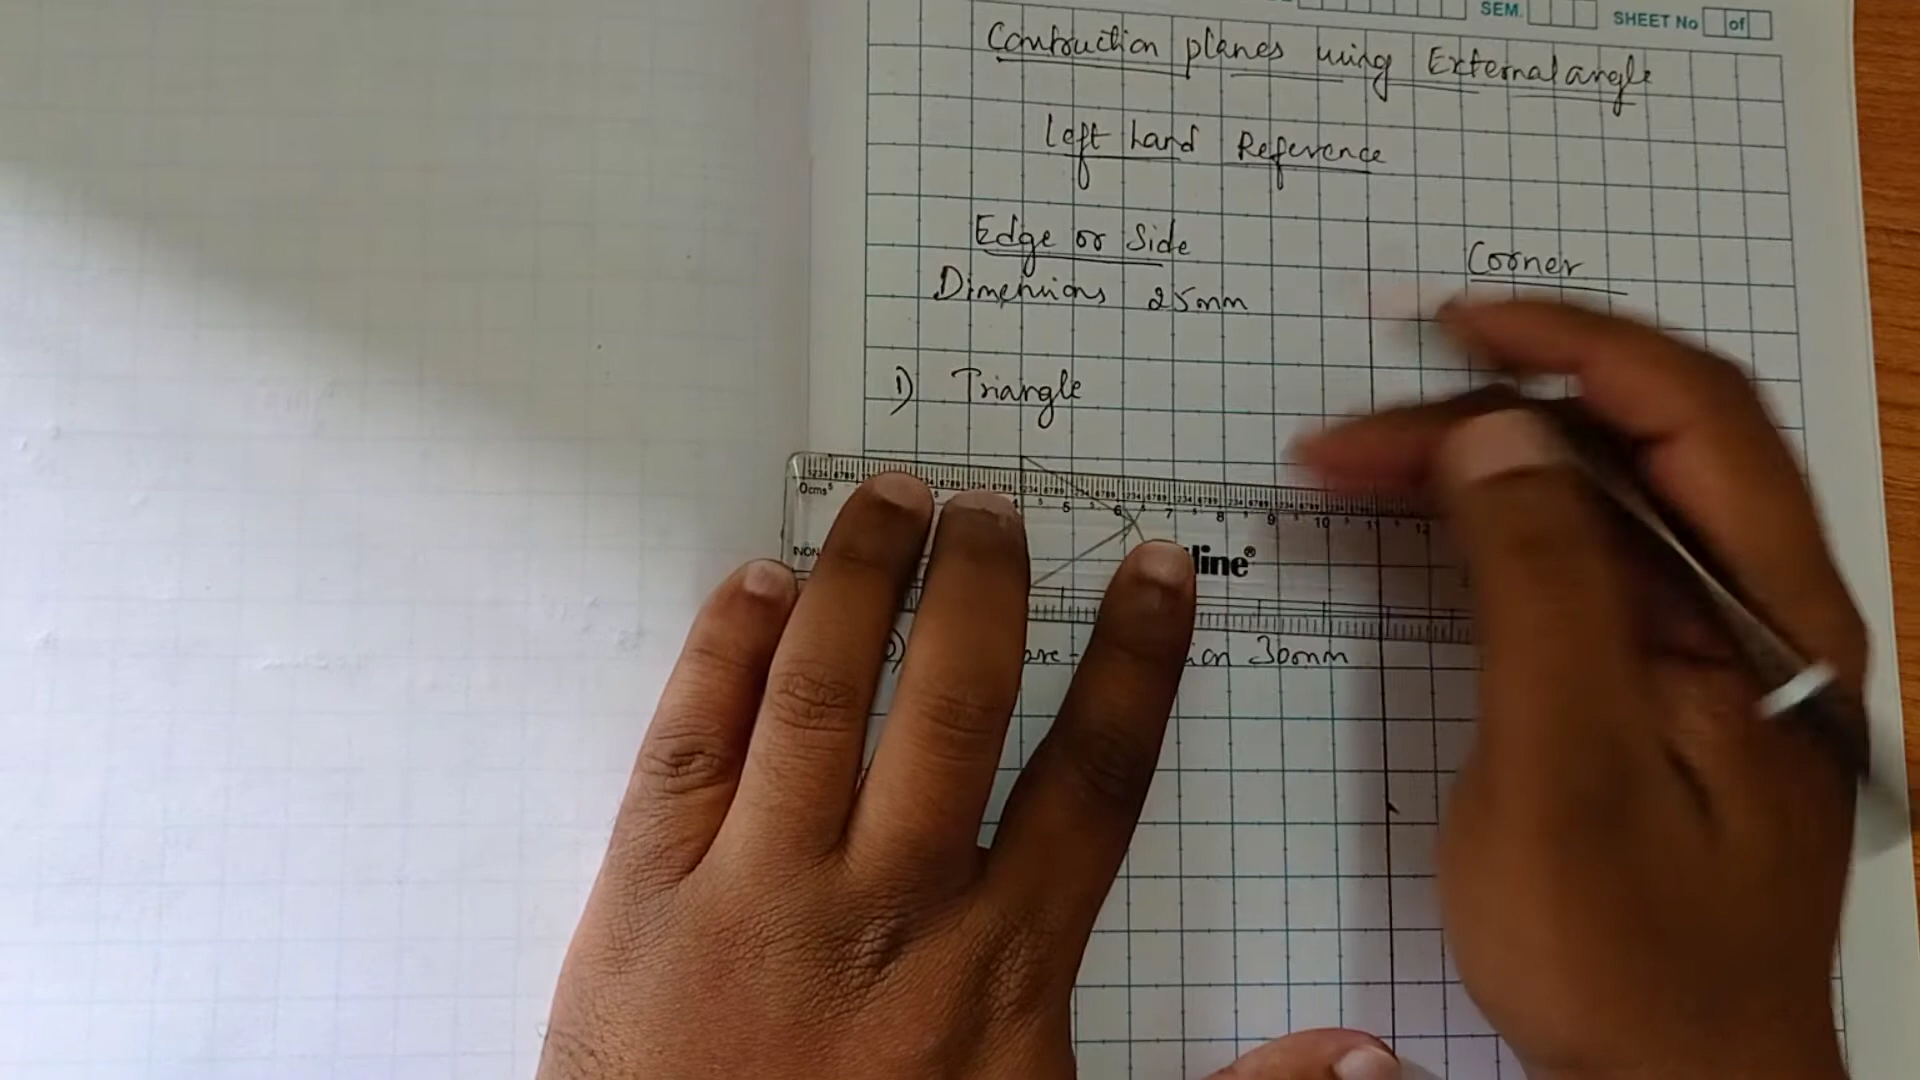 SEM. SHEET No of
Contruction planes using External angle
Left hand Reference
Edge or Side
Corner
Dimensions 25mm
1) Triangle
0cms 5 6 7 8 9 10 11 12
line®
30mm